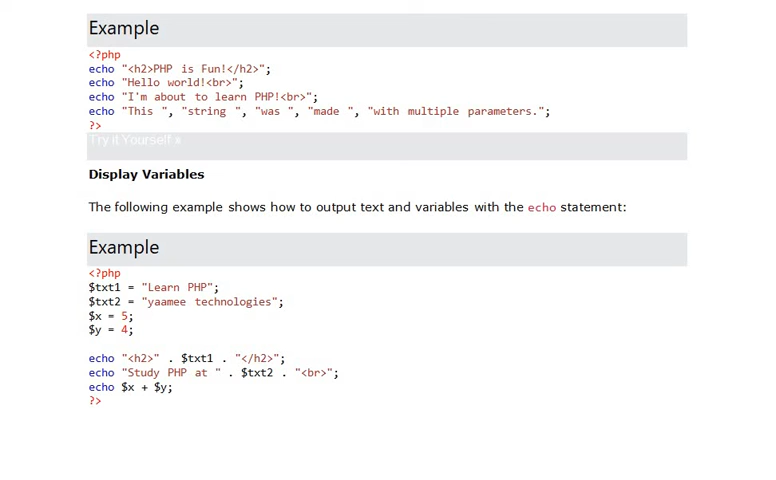 Example
<?php
echo "<h2>PHP is Fun!</h2>";
echo "Hello world!<br>";
echo "I'm about to learn PHP!<br>";
echo "This ", "string ", "was ", "made ", "with multiple parameters.";
?>
Try it Yourself »
Display Variables
The following example shows how to output text and variables with the echo statement:
Example
<?php
$txt1 = "Learn PHP";
$txt2 = "yaamee technologies";
$x = 5;
$y = 4;
echo "<h2>" . $txt1 . "</h2>";
echo "Study PHP at " . $txt2 . "<br>";
echo $x + $y;
?>